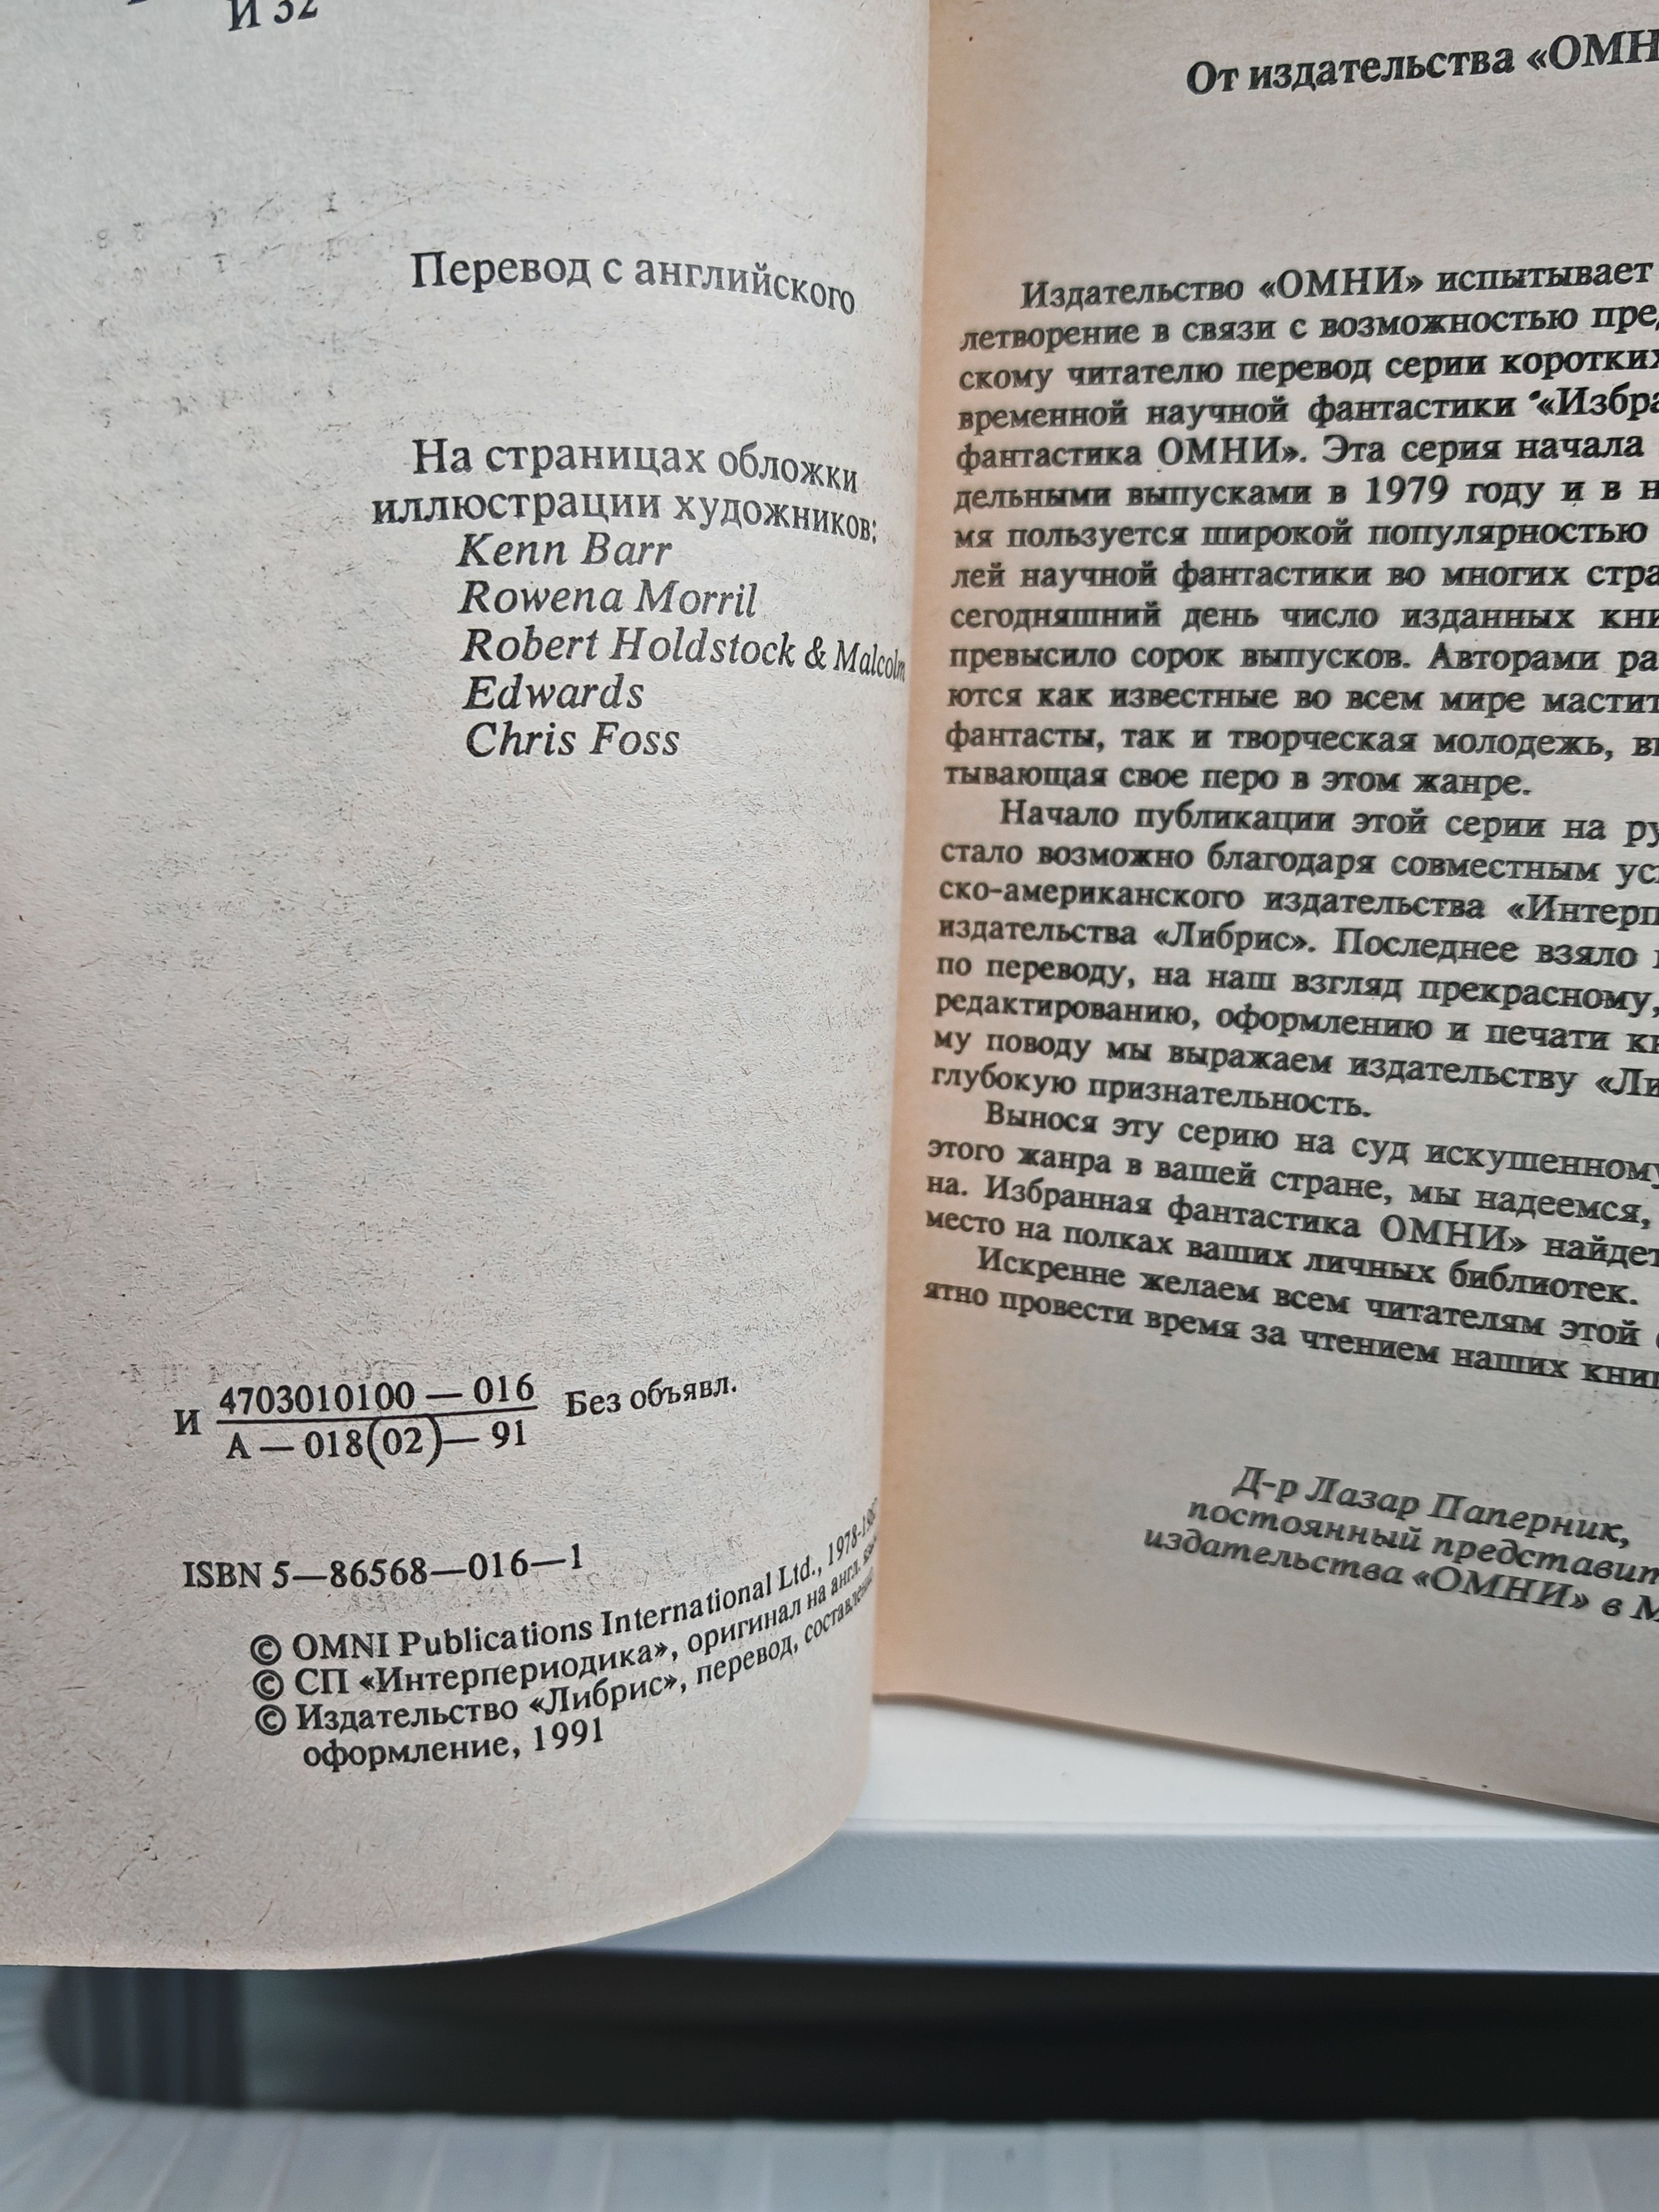 И 32
Перевод с английского
На страницах обложки
иллюстрации художников:
Kenn Barr
Rowena Morril
Robert Holdstock & Malcolm
Edwards
Chris Foss
И 4703010100 — 016 Без объявл.
А — 018(02) — 91
ISBN 5—86568—016—1
© OMNI Publications International Ltd., 1978-
© СП «Интерпериодика», оригинал на англ.
© Издательство «Либрис», перевод, составление
оформление, 1991
От издательства «ОМН
Издательство «ОМНИ» испытывает
летворение в связи с возможностью пред
скому читателю перевод серии коротких
временной научной фантастики «Избра
фантастика ОМНИ». Эта серия начала
дельными выпусками в 1979 году и в н
мя пользуется широкой популярностью
лей научной фантастики во многих стра
сегодняшний день число изданных кни
превысило сорок выпусков. Авторами ра
ются как известные во всем мире мастит
фантасты, так и творческая молодежь, вп
тывающая свое перо в этом жанре.
Начало публикации этой серии на ру
стало возможно благодаря совместным уси
ско-американского издательства «Интерп
издательства «Либрис». Последнее взяло
по переводу, на наш взгляд прекрасному,
редактированию, оформлению и печати кн
му поводу мы выражаем издательству «Ли
глубокую признательность.
Вынося эту серию на суд искушенному
этого жанра в вашей стране, мы надеемся,
на. Избранная фантастика ОМНИ» найдет
место на полках ваших личных библиотек.
Искренне желаем всем читателям этой
ятно провести время за чтением наших книг
Д-р Лазар Паперник,
постоянный представит
издательства «ОМНИ» в М